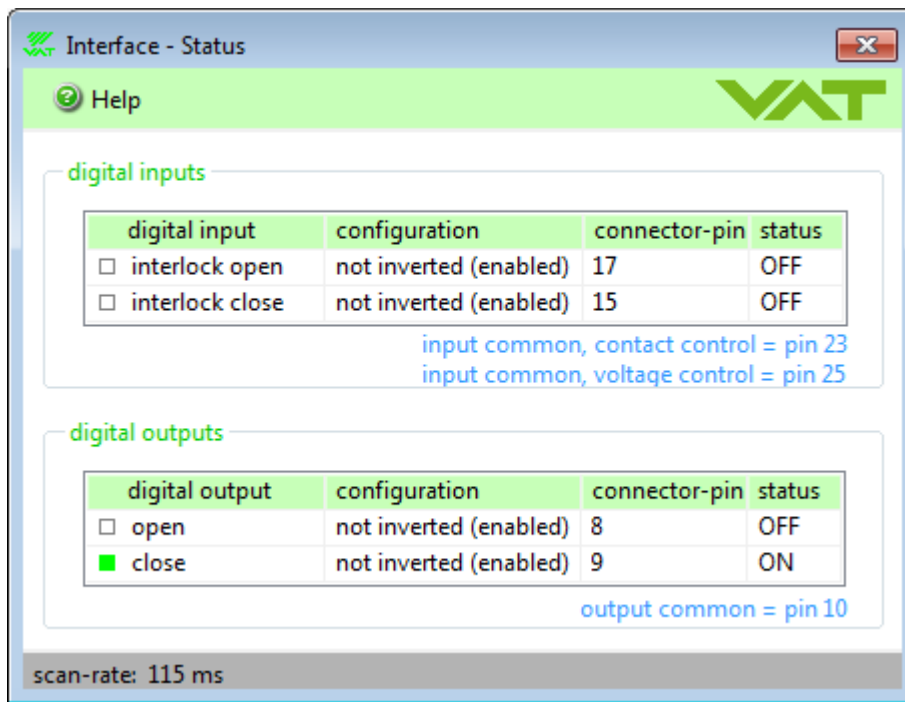 VAT Interface - Status
Help
VAT
digital inputs
digital input configuration connector-pin status
interlock open not inverted (enabled) 17 OFF
interlock close not inverted (enabled) 15 OFF
input common, contact control = pin 23
input common, voltage control = pin 25
digital outputs
digital output configuration connector-pin status
open not inverted (enabled) 8 OFF
close not inverted (enabled) 9 ON
output common = pin 10
scan-rate: 115 ms